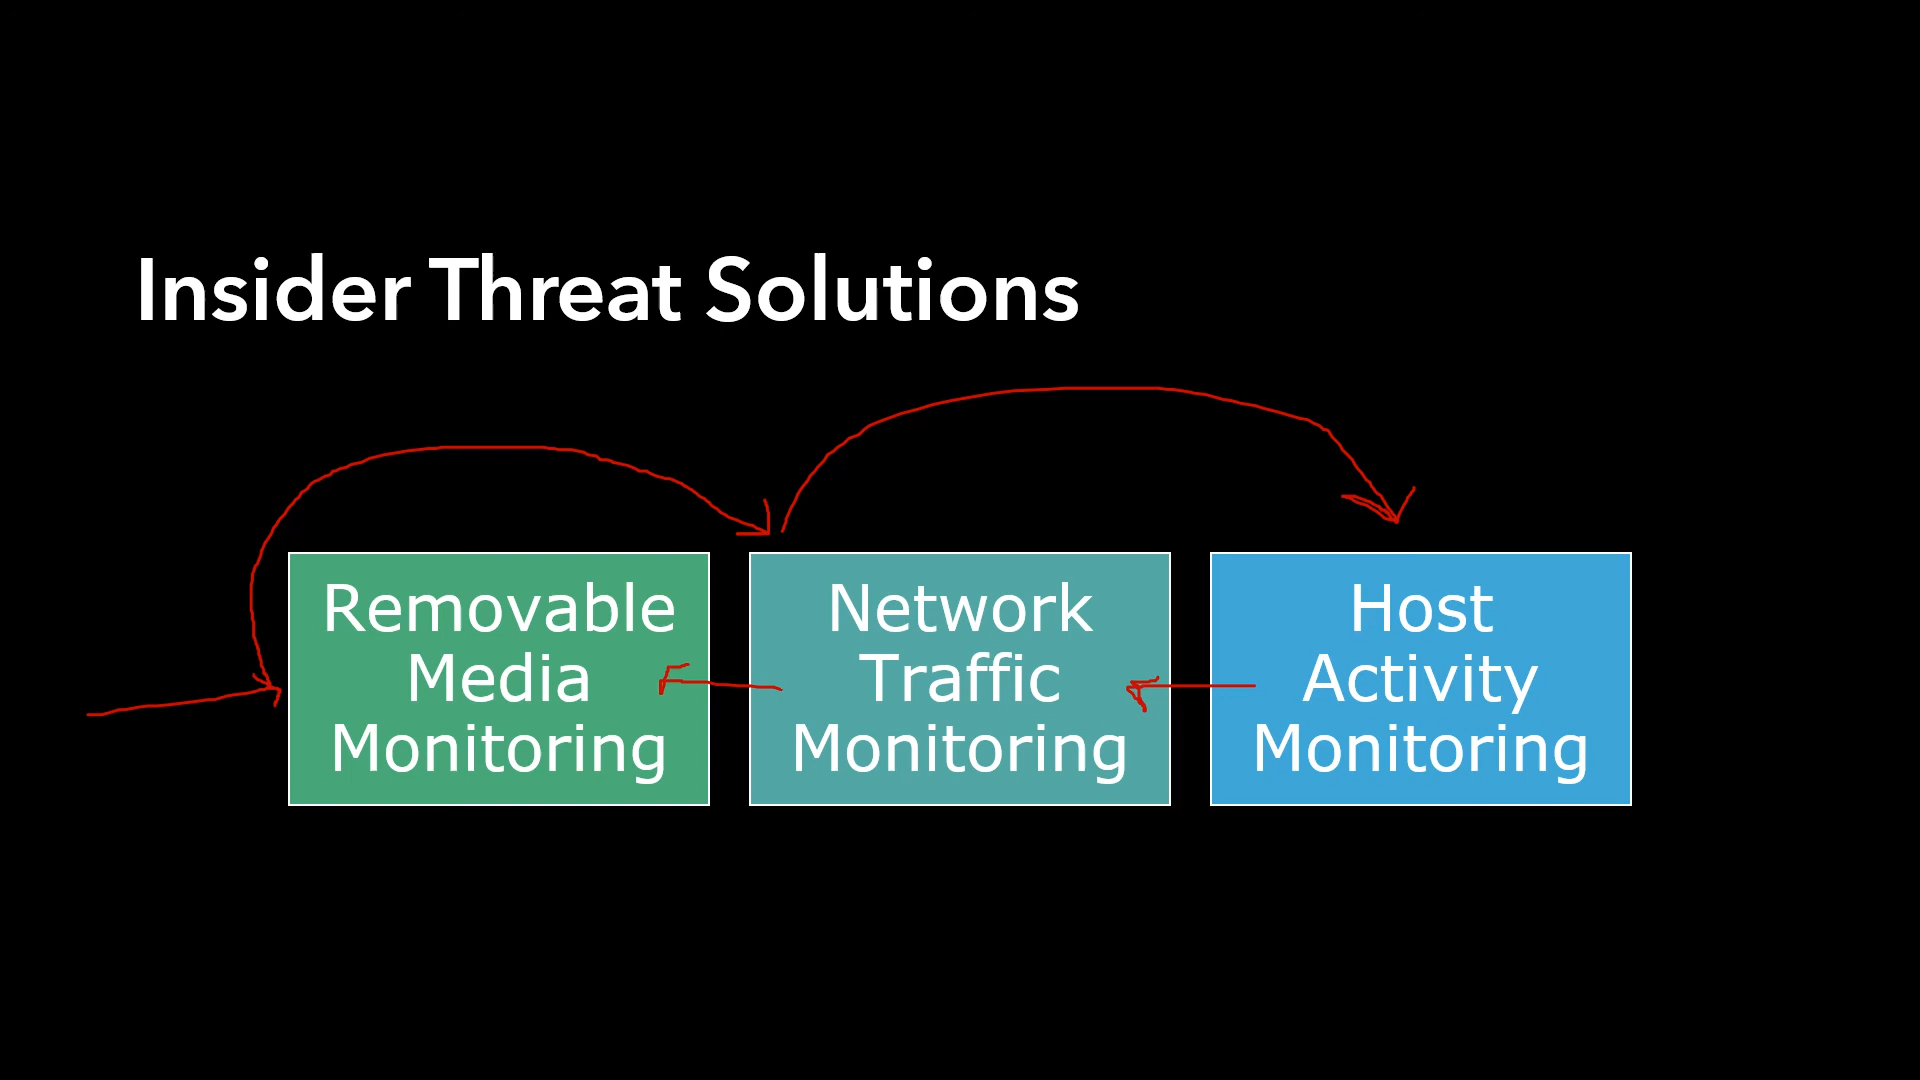 Insider Threat Solutions
Removable
Media
Monitoring
Network
Traffic
Monitoring
Host
Activity
Monitoring